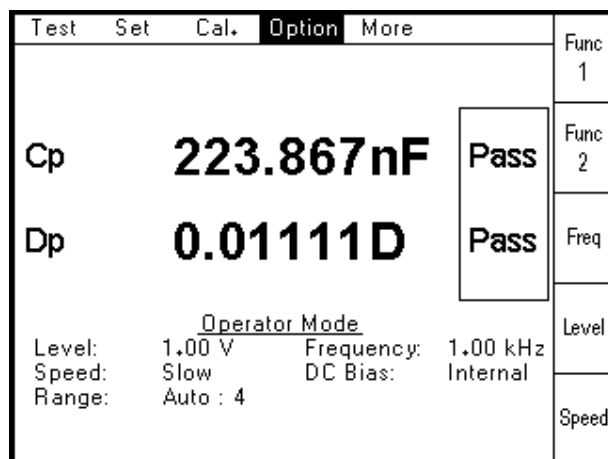 Test Set Cal. Option More
Func
1
Func
2
Freq
Level
Speed
Cp 223.867nF Pass
Dp 0.01111D Pass
Operator Mode
Level: 1.00 V Frequency: 1.00 kHz
Speed: Slow DC Bias: Internal
Range: Auto : 4